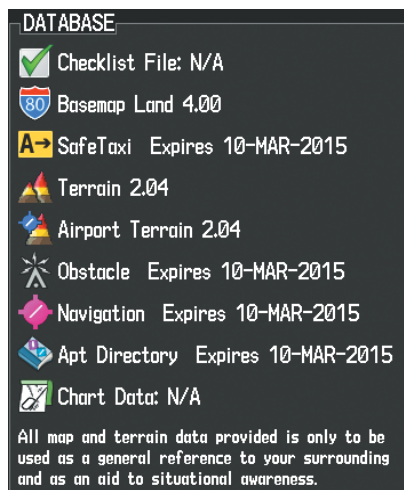 DATABASE
Checklist File: N/A
80 Basemap Land 4.00
A→ SafeTaxi Expires 10-MAR-2015
Terrain 2.04
Airport Terrain 2.04
Obstacle Expires 10-MAR-2015
Navigation Expires 10-MAR-2015
Apt Directory Expires 10-MAR-2015
Chart Data: N/A
All map and terrain data provided is only to be
used as a general reference to your surrounding
and as an aid to situational awareness.